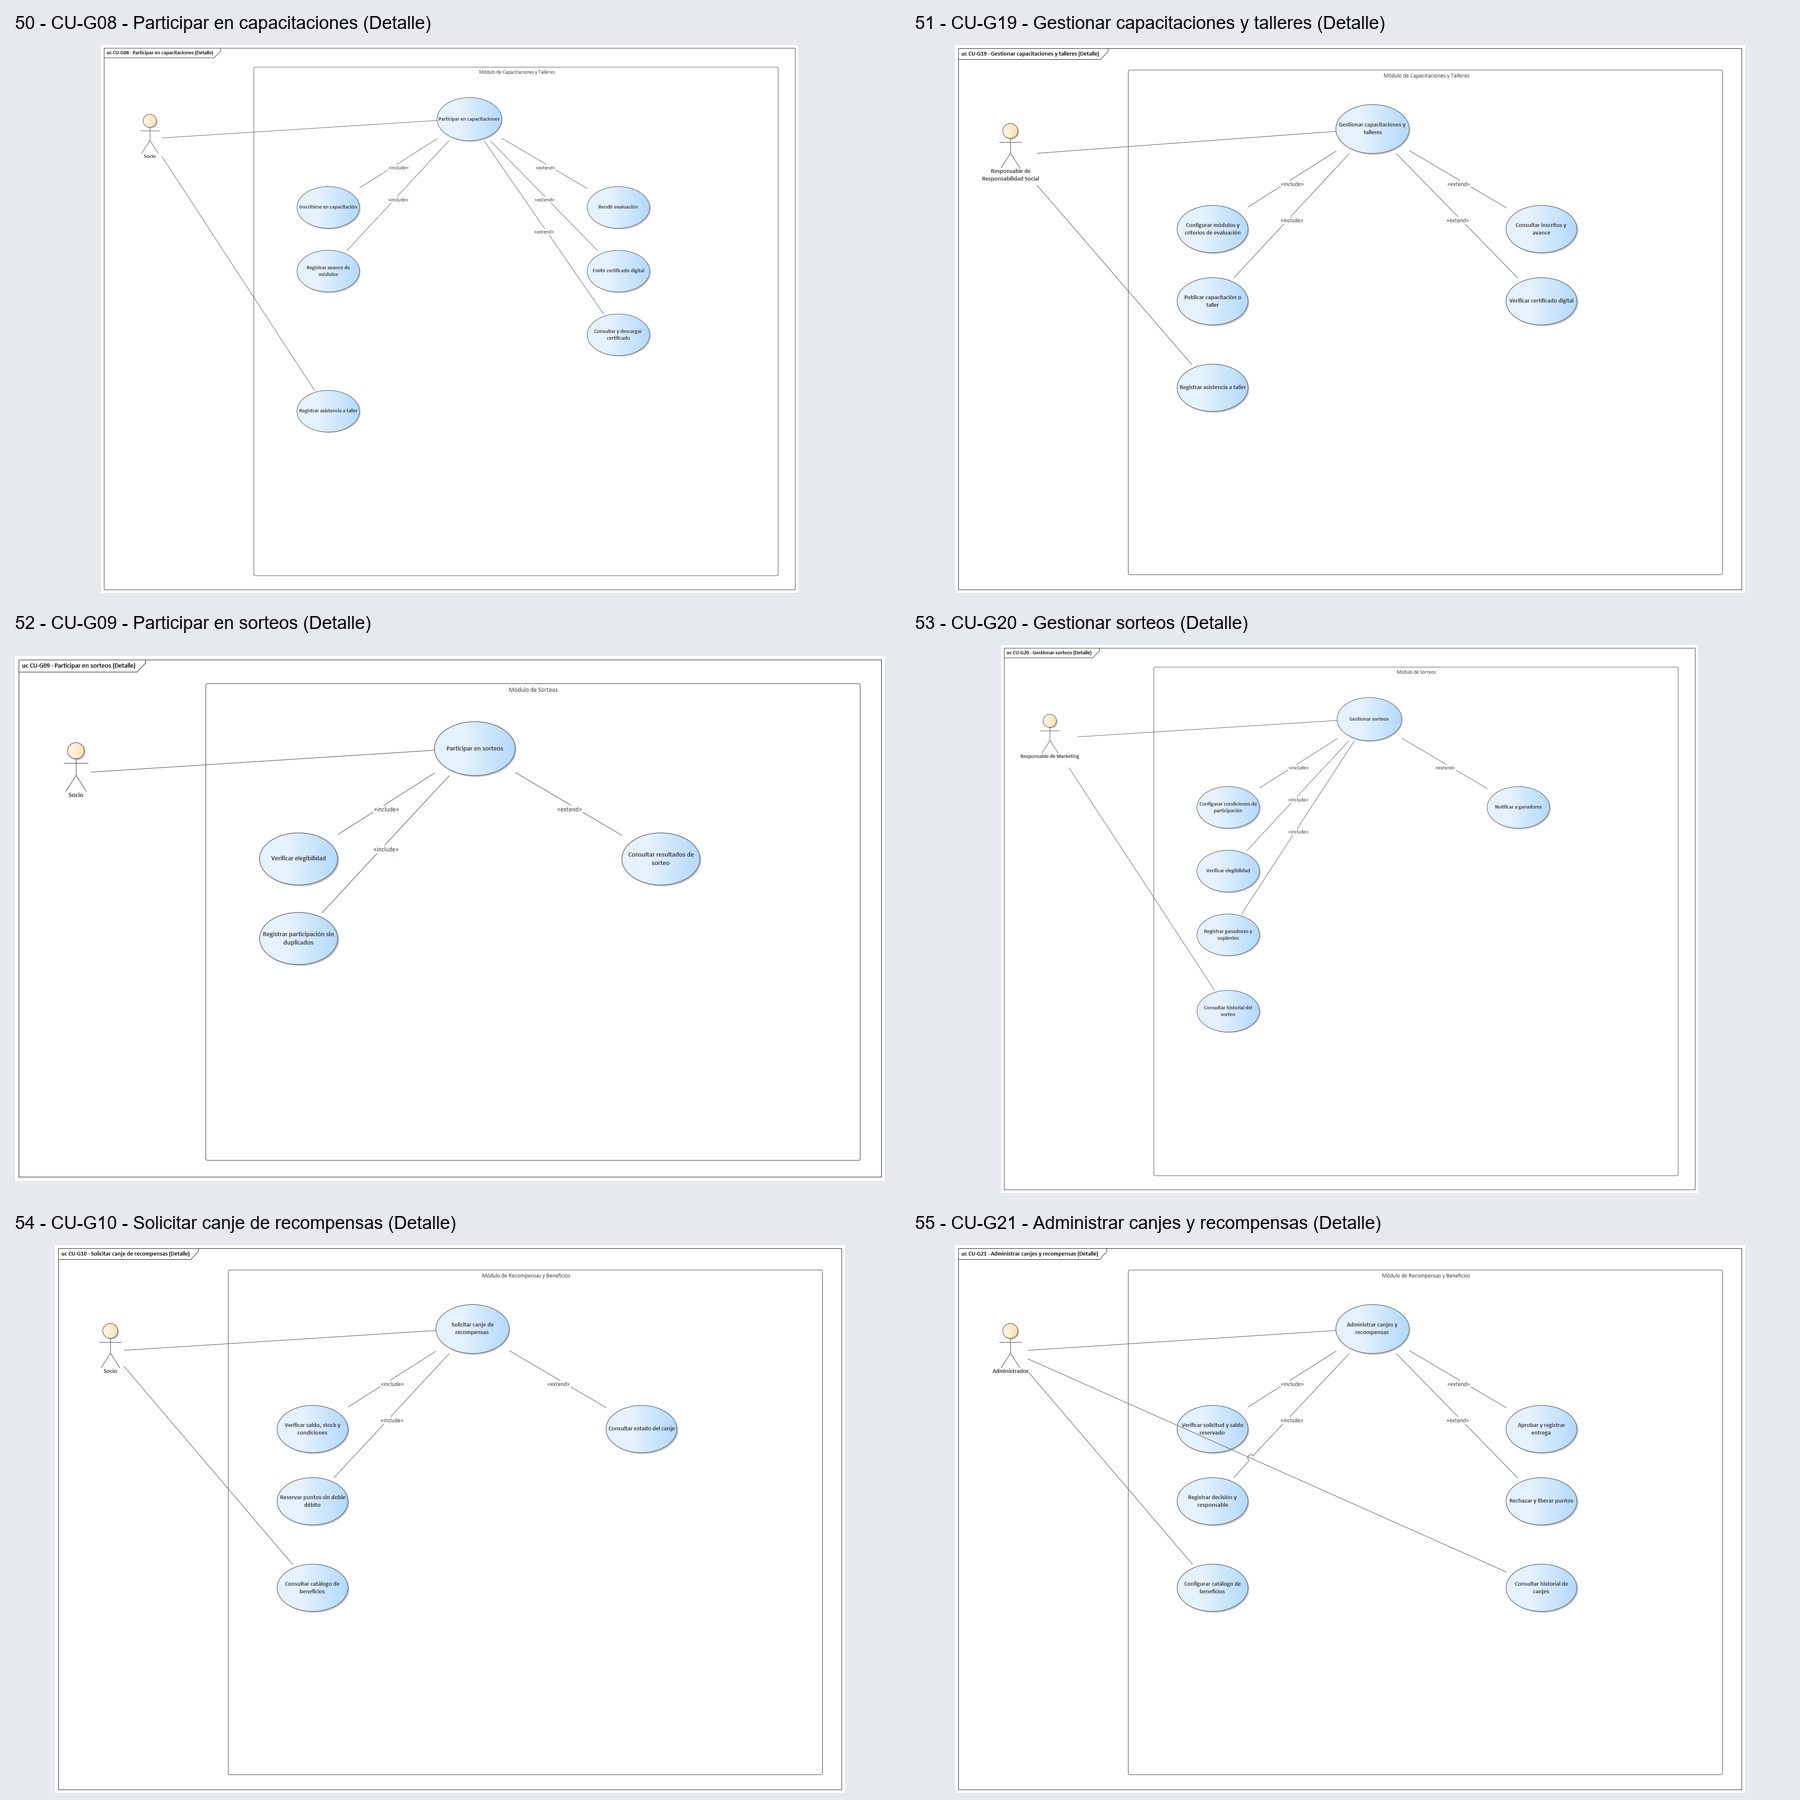 50 - CU-G08 - Participar en capacitaciones (Detalle)
uc CU-G08 - Participar en capacitaciones (Detalle)
Módulo de Capacitaciones y Talleres
Participar en capacitaciones
Socio
«include»
«extend»
Inscribirse en capacitación
«include»
«extend»
Rendir evaluación
«extend»
Registrar avance de
módulos
Emitir certificado digital
Consultar y descargar
certificado
Registrar asistencia a taller
51 - CU-G19 - Gestionar capacitaciones y talleres (Detalle)
uc CU-G19 - Gestionar capacitaciones y talleres (Detalle)
Módulo de Capacitaciones y Talleres
Gestionar capacitaciones y
talleres
Responsable de
Responsabilidad Social
«include»
«extend»
«include»
«extend»
Configurar módulos y
criterios de evaluación
Consultar inscritos y
avance
Publicar capacitación o
taller
Verificar certificado digital
Registrar asistencia a taller
52 - CU-G09 - Participar en sorteos (Detalle)
uc CU-G09 - Participar en sorteos (Detalle)
Módulo de Sorteos
Participar en sorteos
Socio
«include»
«extend»
«include»
Verificar elegibilidad
Consultar resultados de
sorteo
Registrar participación sin
duplicados
53 - CU-G20 - Gestionar sorteos (Detalle)
uc CU-G20 - Gestionar sorteos (Detalle)
Módulo de Sorteos
Gestionar sorteos
Responsable de Marketing
«include»
«extend»
«include»
Configurar condiciones de
participación
Notificar a ganadores
«include»
Verificar elegibilidad
Registrar ganadores y
suplentes
Consultar historial del
sorteo
54 - CU-G10 - Solicitar canje de recompensas (Detalle)
uc CU-G10 - Solicitar canje de recompensas (Detalle)
Módulo de Recompensas y Beneficios
Solicitar canje de
recompensas
Socio
«include»
«extend»
«include»
Verificar saldo, stock y
condiciones
Consultar estado del canje
Reservar puntos sin doble
débito
Consultar catálogo de
beneficios
55 - CU-G21 - Administrar canjes y recompensas (Detalle)
uc CU-G21 - Administrar canjes y recompensas (Detalle)
Módulo de Recompensas y Beneficios
Administrar canjes y
recompensas
Administrador
«include»
«extend»
«include»
«extend»
Verificar solicitud y saldo
reservado
Aprobar y registrar
entrega
Registrar decisión y
responsable
Rechazar y liberar puntos
Configurar catálogo de
beneficios
Consultar historial de
canjes